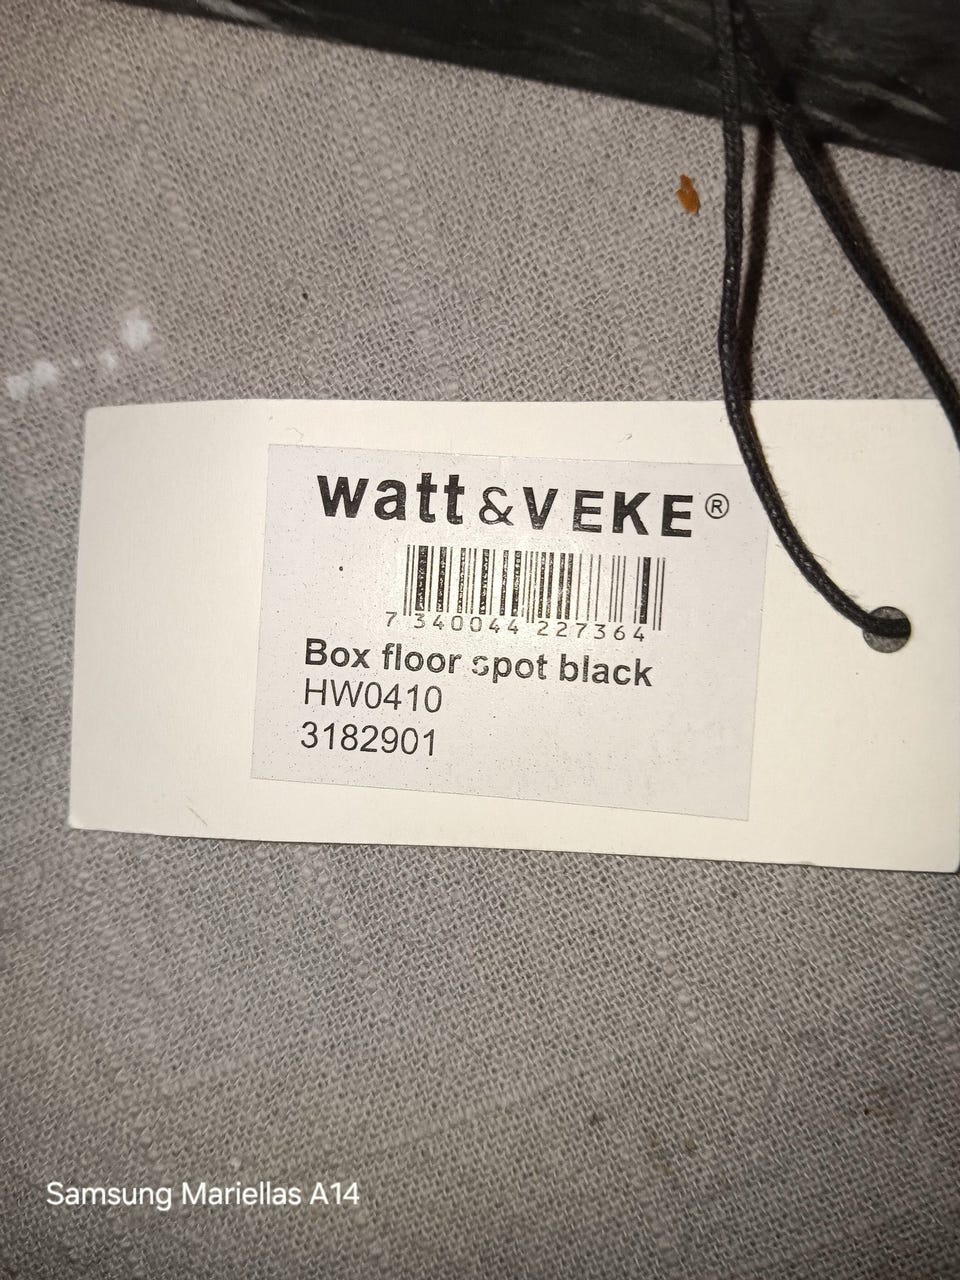 watt&VEKE®
7 340044 227364
Box floor spot black
HW0410
3182901
Samsung Mariellas A14